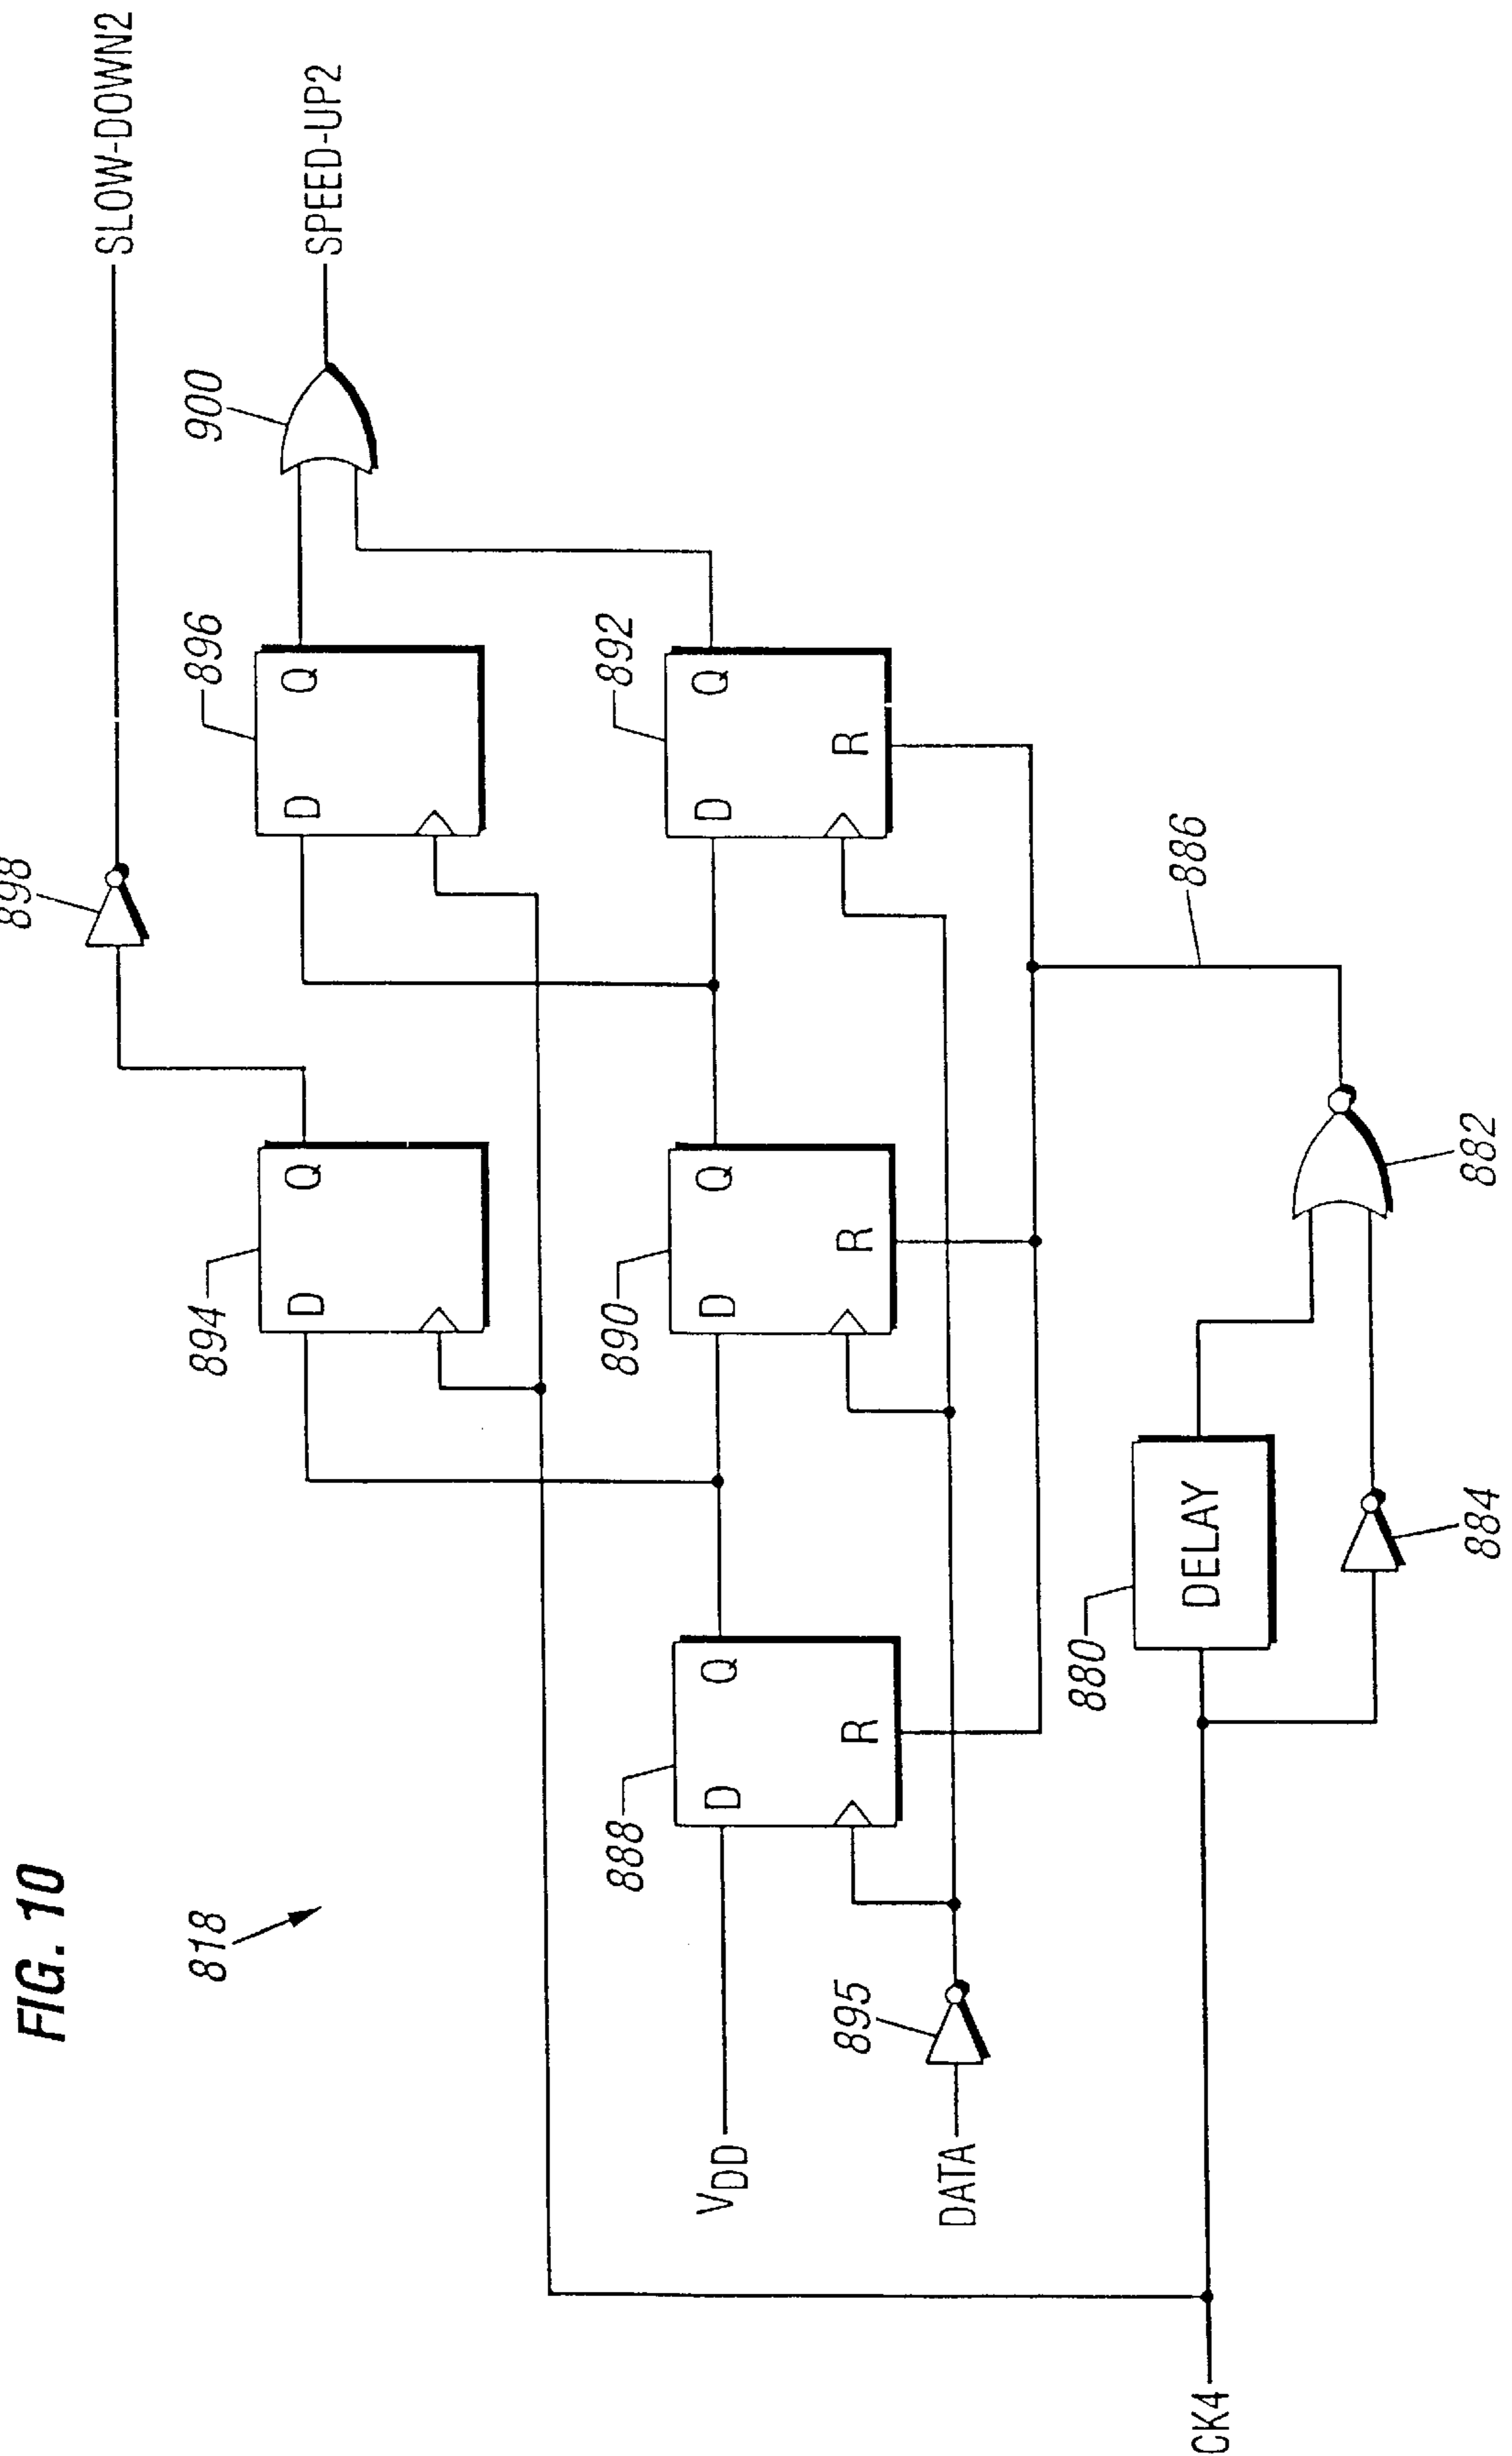 FIG. 10
818
SLOW-DOWN2
898
SPEED-UP2
900
894
D
Q
896
D
Q
VDD
888
D
Q
R
890
D
Q
R
892
D
Q
R
DATA
895
886
880
DELAY
882
884
CK4